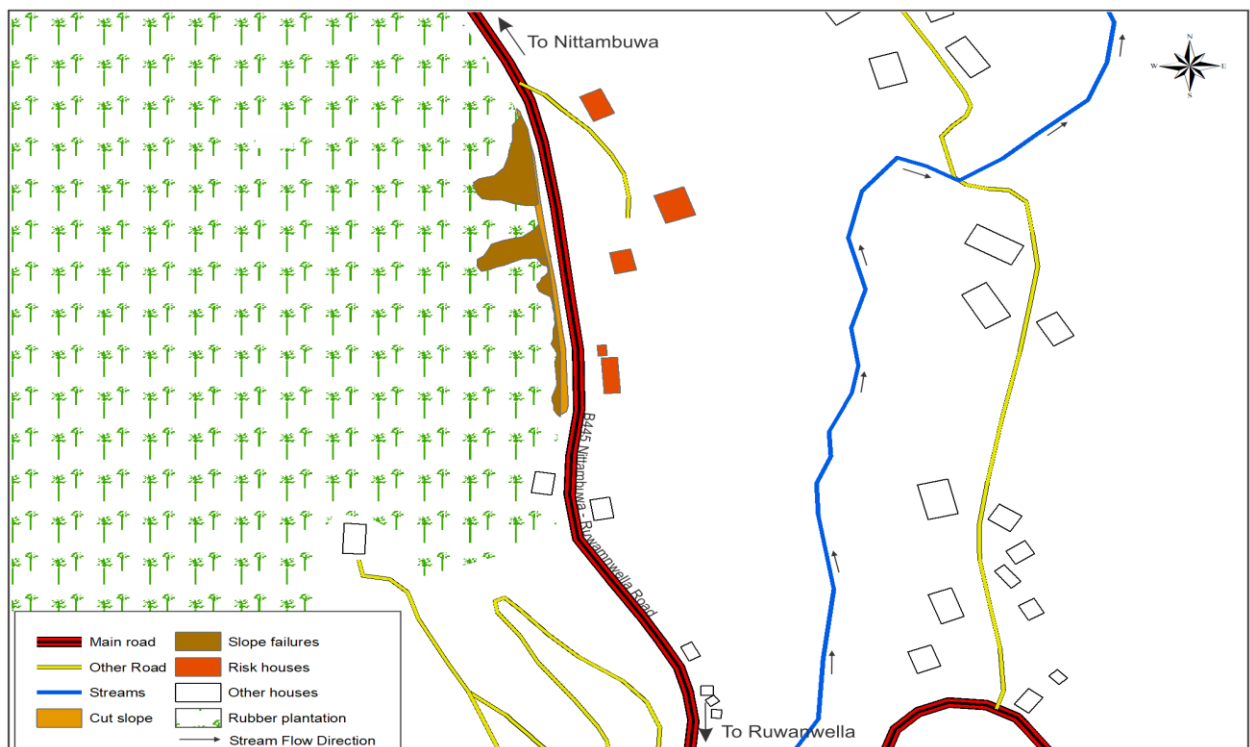 To Nittambuwa
N
W
E
S
B445 Nittambuwa - Ruwampwella Road
To Ruwanwella
Main road
Other Road
Streams
Cut slope
Slope failures
Risk houses
Other houses
Rubber plantation
Stream Flow Direction